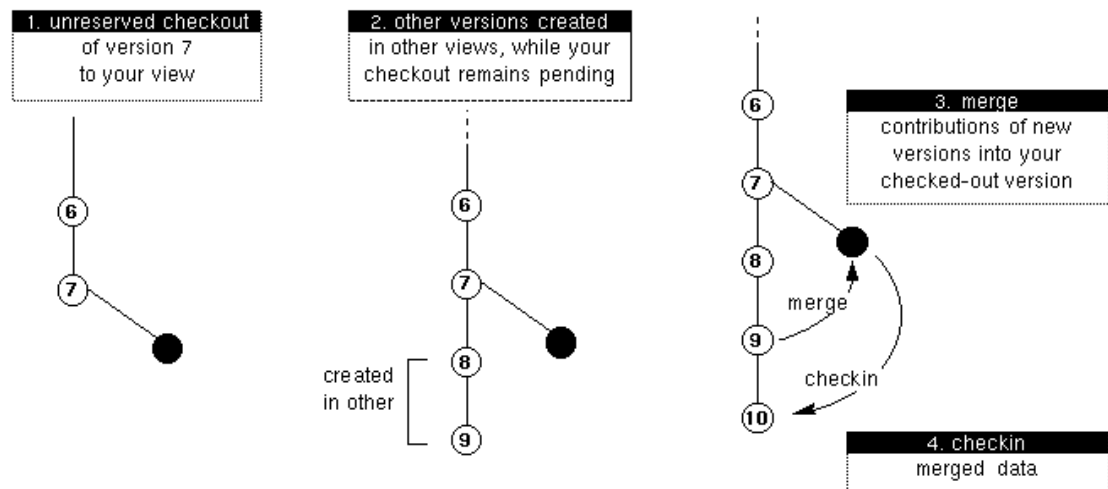 1. unreserved checkout
of version 7
to your view
6
7
2. other versions created
in other views, while your
checkout remains pending
6
7
8
9
created
in other
6
7
8
9
10
merge
checkin
3. merge
contributions of new
versions into your
checked-out version
4. checkin
merged data